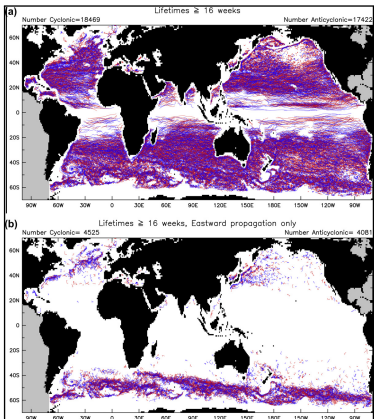 (a) Lifetimes ≥ 16 weeks
Number Cyclonic=18469 Number Anticyclonic=17422
60N
40N
20N
0
20S
40S
60S
90W 60W 30W 0 30E 60E 90E 120E 150E 180 150W 120W 90W
(b) Lifetimes ≥ 16 weeks, Eastward propagation only
Number Cyclonic= 4525 Number Anticyclonic= 4081
60N
40N
20N
0
20S
40S
60S
90W 60W 30W 0 30E 60E 90E 120E 150E 180 150W 120W 90W